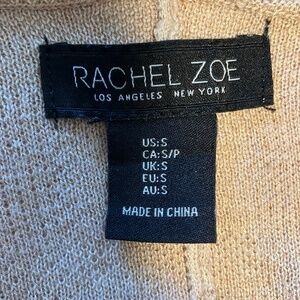 RACHEL ZOE
LOS ANGELES NEW YORK
US:S
CA:S/P
UK:S
EU:S
AU:S
MADE IN CHINA